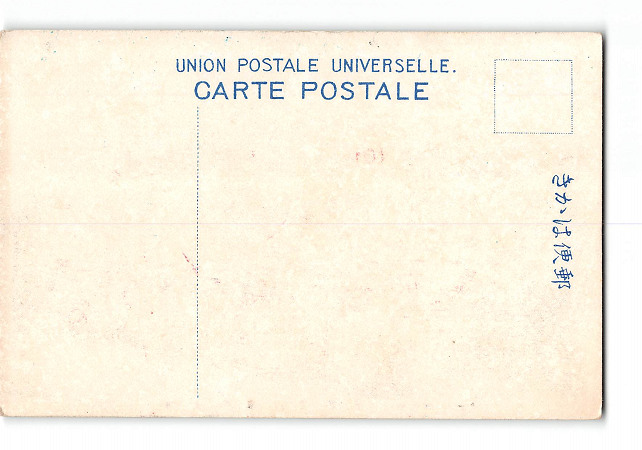 UNION POSTALE UNIVERSELLE.
CARTE POSTALE
きかは便郵